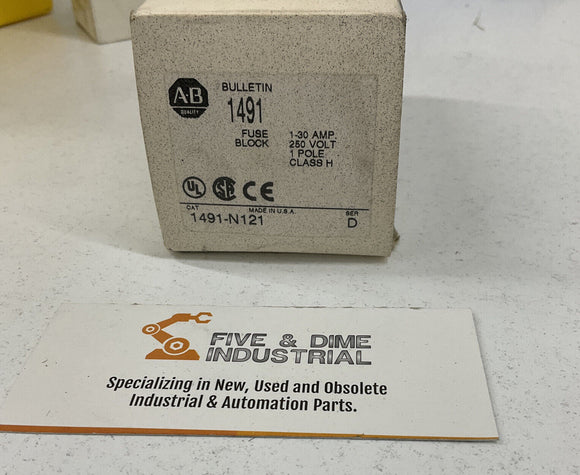 A-B
QUALITY
BULLETIN
1491
FUSE BLOCK
1-30 AMP.
250 VOLT
1 POLE
CLASS H
UL
SA
CE
CAT
MADE IN U.S.A.
SER
1491-N121
D
FIVE & DIME
INDUSTRIAL
Specializing in New, Used and Obsolete
Industrial & Automation Parts.